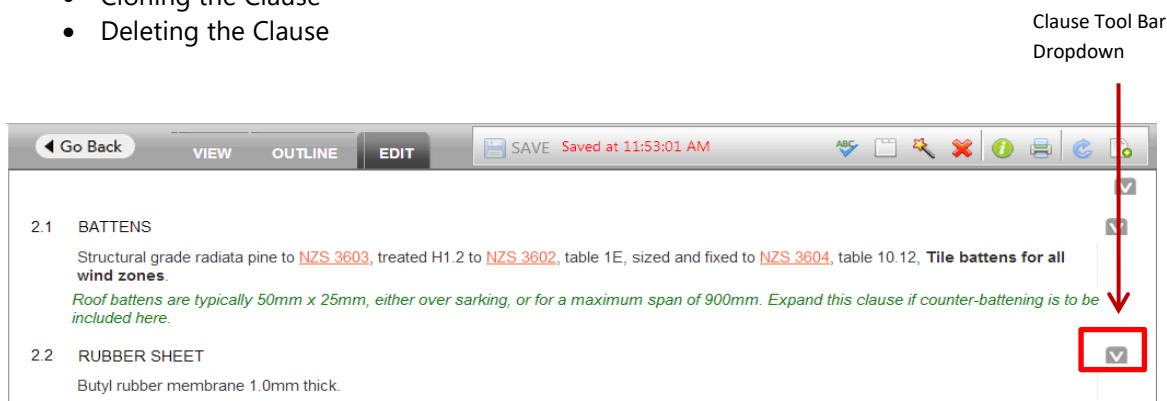 • Cloning the Clause
• Deleting the Clause
Clause Tool Bar
Dropdown
Go Back
VIEW
OUTLINE
EDIT
SAVE Saved at 11:53:01 AM
ABC
2.1 BATTENS
Structural grade radiata pine to NZS 3603, treated H1.2 to NZS 3602, table 1E, sized and fixed to NZS 3604, table 10.12, Tile battens for all
wind zones.
Roof battens are typically 50mm x 25mm, either over sarking, or for a maximum span of 900mm. Expand this clause if counter-battening is to be
included here.
2.2 RUBBER SHEET
Butyl rubber membrane 1.0mm thick.